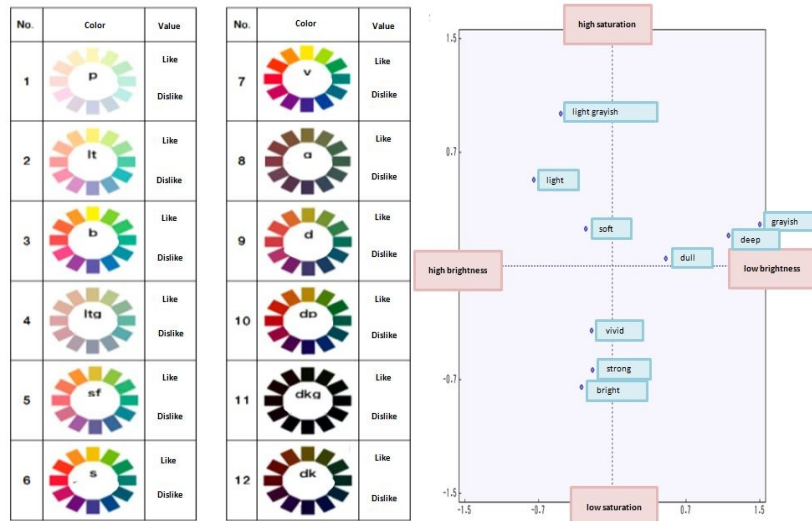 No. Color Value
1 p Like
Dislike
2 lt Like
Dislike
3 b Like
Dislike
4 ltg Like
Dislike
5 sf Like
Dislike
6 s Like
Dislike
No. Color Value
7 v Like
Dislike
8 g Like
Dislike
9 d Like
Dislike
10 dp Like
Dislike
11 dkg Like
Dislike
12 dk Like
Dislike
high saturation
1.5
light grayish
0.7
light
soft
grayish
deep
dull
high brightness
low brightness
vivid
strong
-0.7
bright
-1.5
low saturation
-1.5
-0.7
0.7
1.5